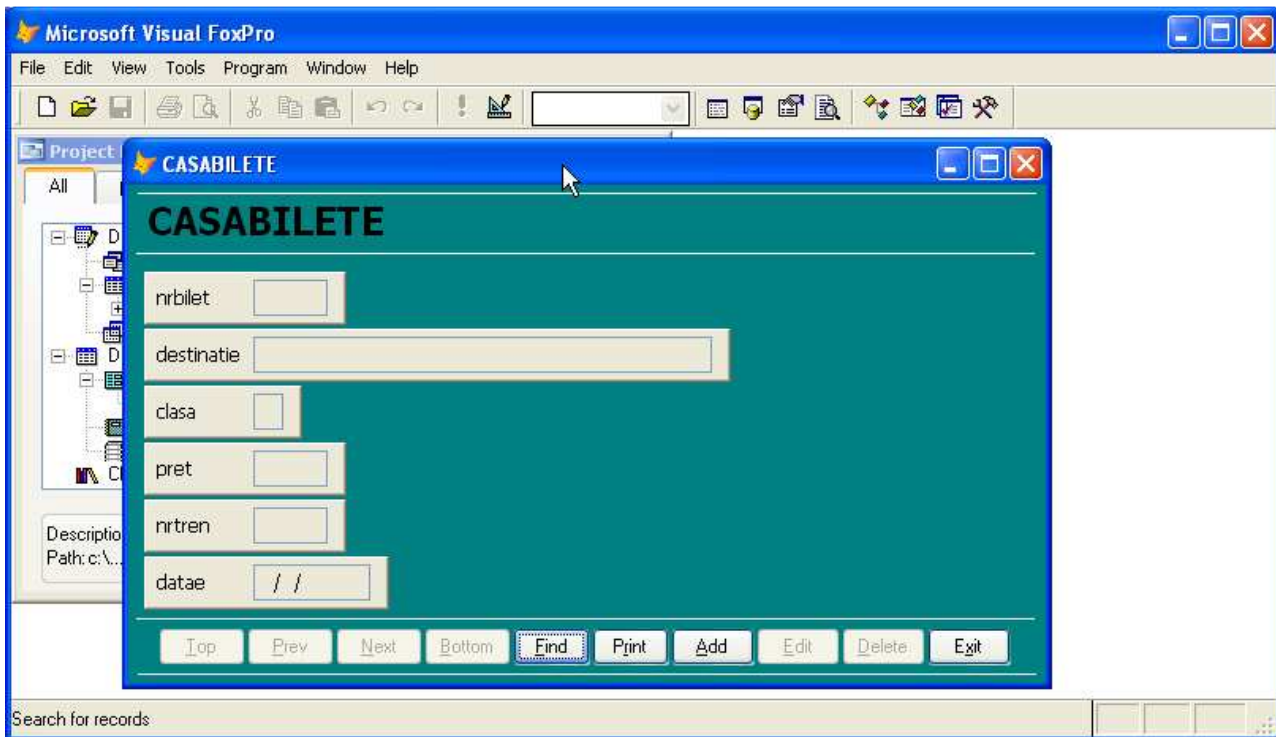 Microsoft Visual FoxPro
File Edit View Tools Program Window Help
Project
CASABILETE
All
CASABILETE
D
nrbilet
destinatie
D
clasa
pret
nrtren
Descriptio
Path: c:\...
datae / /
Top Prev Next Bottom Find Print Add Edit Delete Exit
Search for records